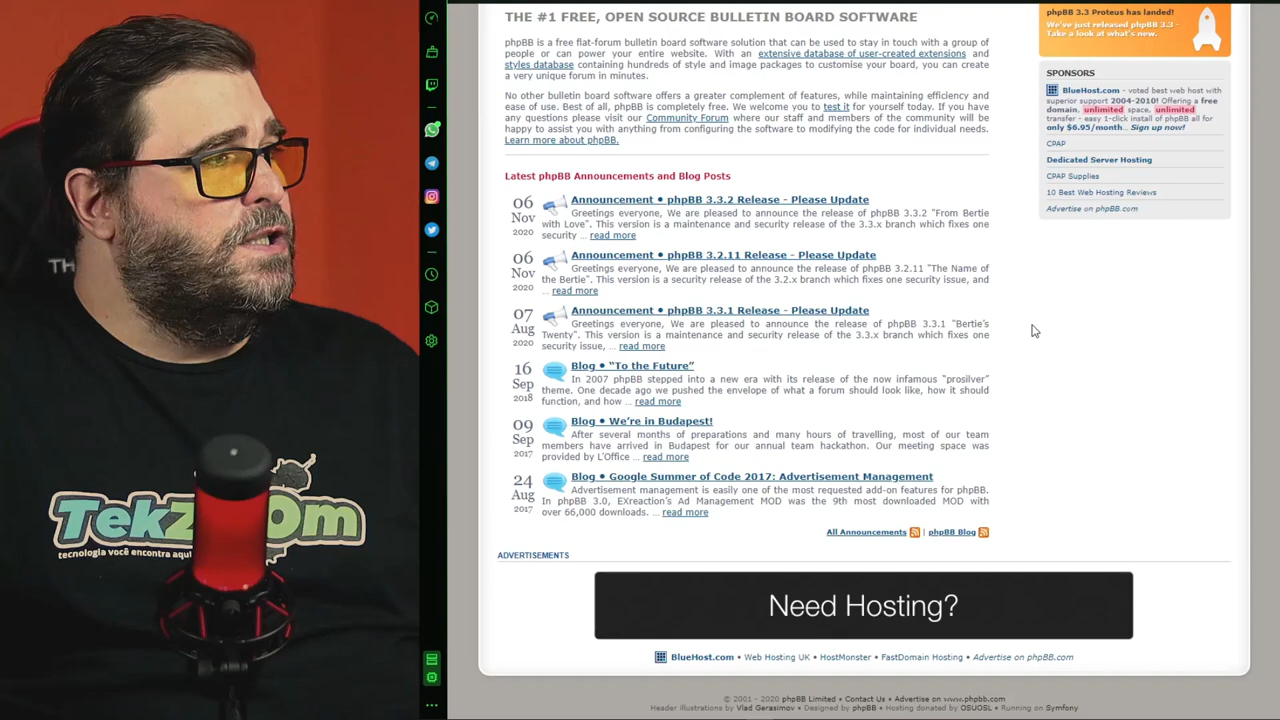 THE #1 FREE, OPEN SOURCE BULLETIN BOARD SOFTWARE
phpBB is a free flat-forum bulletin board software solution that can be used to stay in touch with a group of
people or can power your entire website. With an extensive database of user-created extensions and
styles database containing hundreds of style and image packages to customise your board, you can create
a very unique forum in minutes.
No other bulletin board software offers a greater complement of features, while maintaining efficiency and
ease of use. Best of all, phpBB is completely free. We welcome you to test it for yourself today. If you have
any questions please visit our Community Forum where our staff and members of the community will be
happy to assist you with anything from configuring the software to modifying the code for individual needs.
Learn more about phpBB.
Latest phpBB Announcements and Blog Posts
06
Nov
2020
Announcement • phpBB 3.3.2 Release - Please Update
Greetings everyone, We are pleased to announce the release of phpBB 3.3.2 "From Bertie
with Love". This version is a maintenance and security release of the 3.3.x branch which fixes one
security ... read more
06
Nov
2020
Announcement • phpBB 3.2.11 Release - Please Update
Greetings everyone, We are pleased to announce the release of phpBB 3.2.11 "The Name of
the Bertie". This version is a security release of the 3.2.x branch which fixes one security issue, and
... read more
07
Aug
2020
Announcement • phpBB 3.3.1 Release - Please Update
Greetings everyone, We are pleased to announce the release of phpBB 3.3.1 "Bertie's
Twenty". This version is a maintenance and security release of the 3.3.x branch which fixes one
security issue, ... read more
16
Sep
2018
Blog • “To the Future”
In 2007 phpBB stepped into a new era with its release of the now infamous “prosilver”
theme. One decade ago we pushed the envelope of what a forum should look like, how it should
function, and how ... read more
09
Sep
2017
Blog • We’re in Budapest!
After several months of preparations and many hours of travelling, most of our team
members have arrived in Budapest for our annual team hackathon. Our meeting space was
provided by L’Office ... read more
24
Aug
2017
Blog • Google Summer of Code 2017: Advertisement Management
Advertisement management is easily one of the most requested add-on features for phpBB.
In phpBB 3.0, EXreaction’s Ad Management MOD was the 9th most downloaded MOD with
over 66,000 downloads. ... read more
All Announcements | phpBB Blog
phpBB 3.3 Proteus has landed!
We've just released phpBB 3.3 -
Take a look at what's new.
SPONSORS
BlueHost.com - voted best web host with
superior support 2004-2010! Offering a free
domain, unlimited space, unlimited
transfer - easy 1-click install of phpBB all for
only $6.95/month... Sign up now!
CPAP
Dedicated Server Hosting
CPAP Supplies
10 Best Web Hosting Reviews
Advertise on phpBB.com
ADVERTISEMENTS
Need Hosting?
BlueHost.com • Web Hosting UK • HostMonster • FastDomain Hosting • Advertise on phpBB.com
© 2001 - 2020 phpBB Limited • Contact Us • Advertise on www.phpbb.com
Header illustrations by Vlad Gerasimov • Designed by phpBB • Hosting donated by OSUOSL • Running on Symfony
TH
tecnologia você encontra aqui